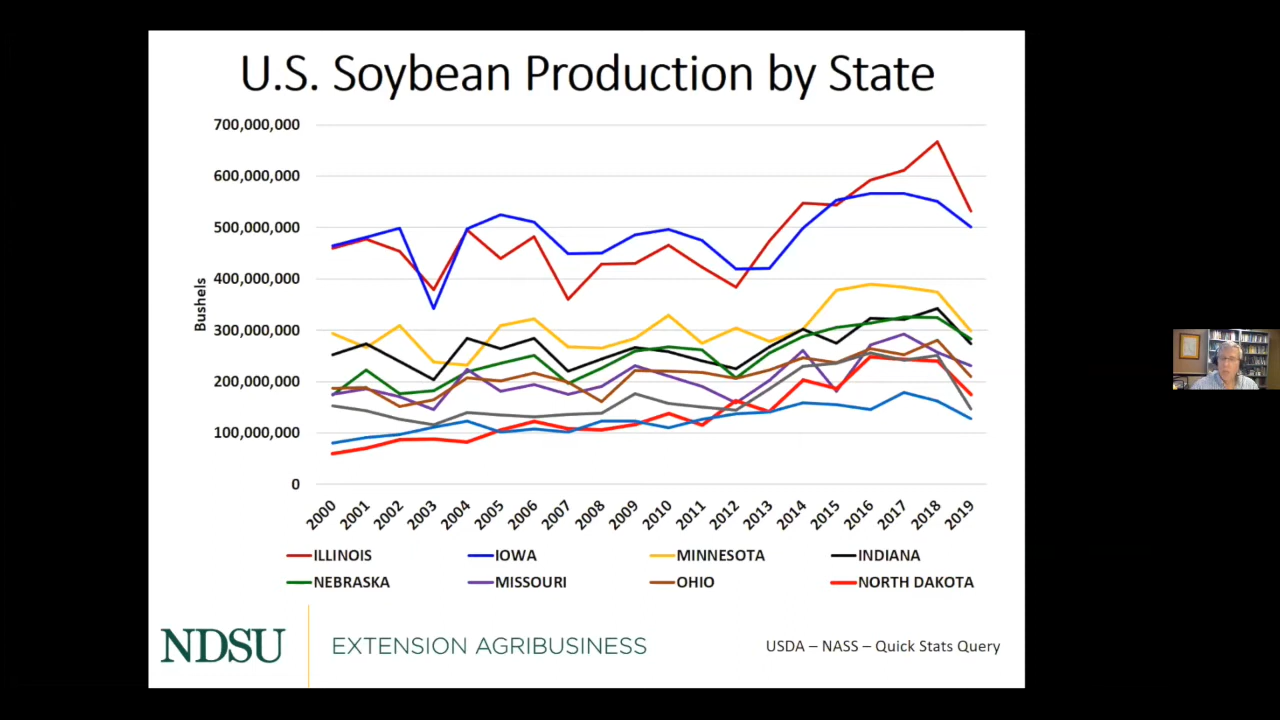 U.S. Soybean Production by State
700,000,000
600,000,000
500,000,000
400,000,000
300,000,000
200,000,000
100,000,000
0
Bushels
2000 2001 2002 2003 2004 2005 2006 2007 2008 2009 2010 2011 2012 2013 2014 2015 2016 2017 2018 2019
ILLINOIS IOWA MINNESOTA INDIANA
NEBRASKA MISSOURI OHIO NORTH DAKOTA
NDSU EXTENSION AGRIBUSINESS USDA – NASS – Quick Stats Query